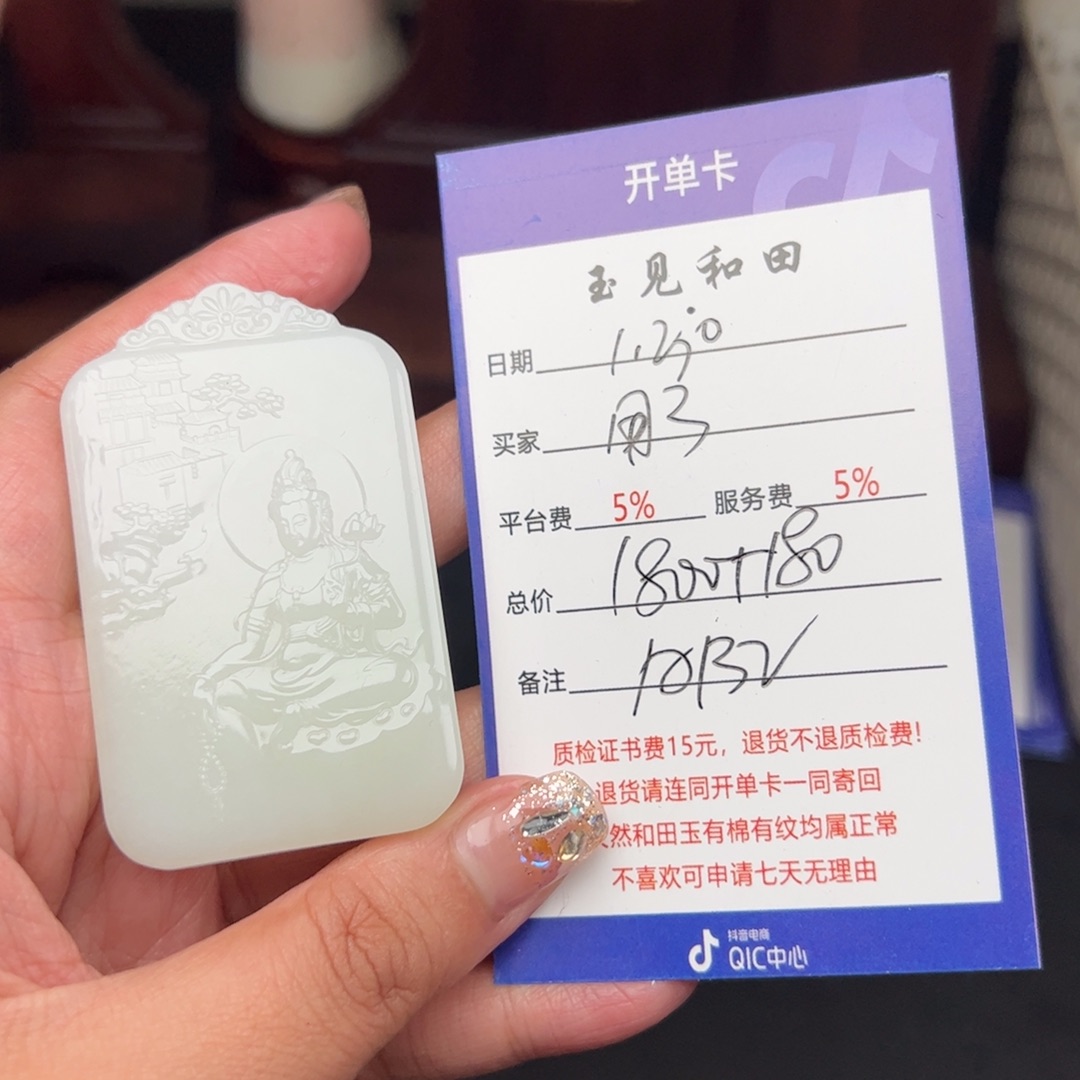 开单卡
玉见和田
日期
买家
平台费 5% 服务费 5%
总价 1800+180
备注
质检证书费15元，退货不退质检费！
退货请连同开单卡一同寄回
然和田玉有棉有纹均属正常
不喜欢可申请七天无理由
抖音电商
QIC中心